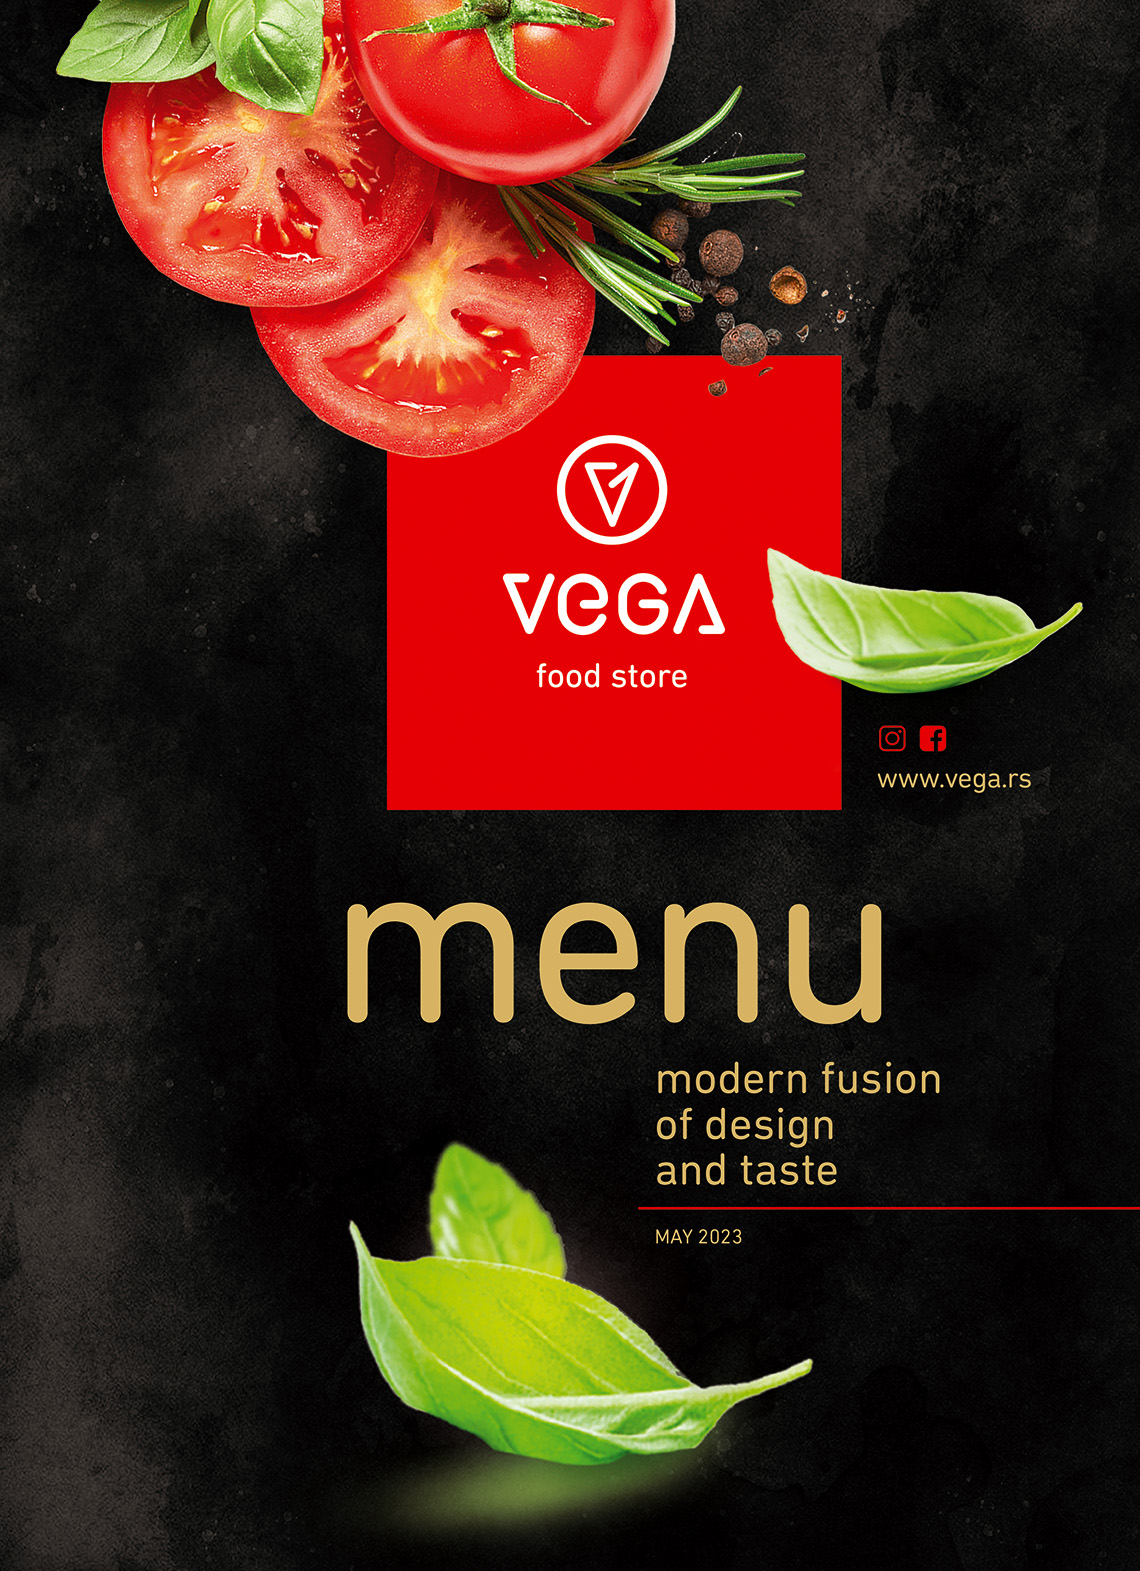 VeGA
food store
www.vega.rs
menu
modern fusion
of design
and taste
MAY 2023